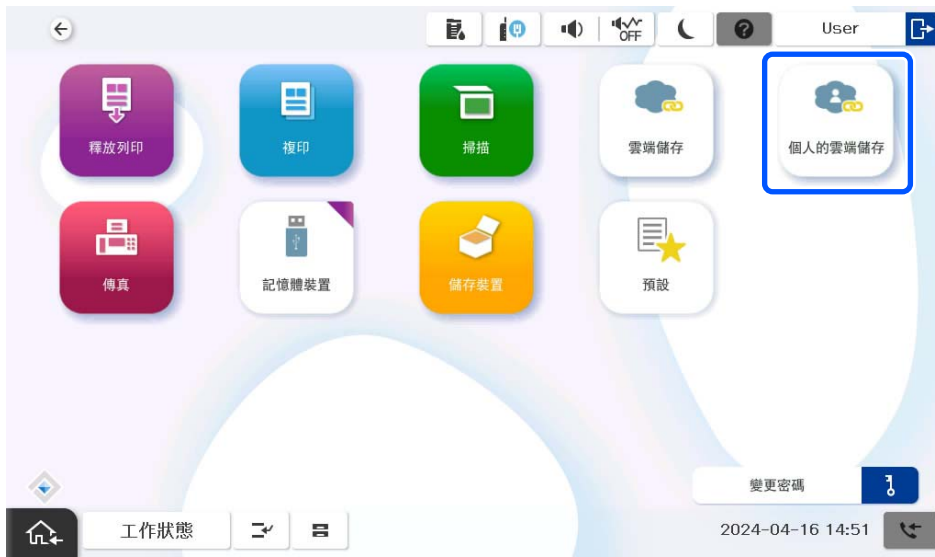 OFF
User
釋放列印
複印
掃描
雲端儲存
個人的雲端儲存
傳真
記憶體裝置
儲存裝置
預設
變更密碼
工作狀態
2024-04-16 14:51